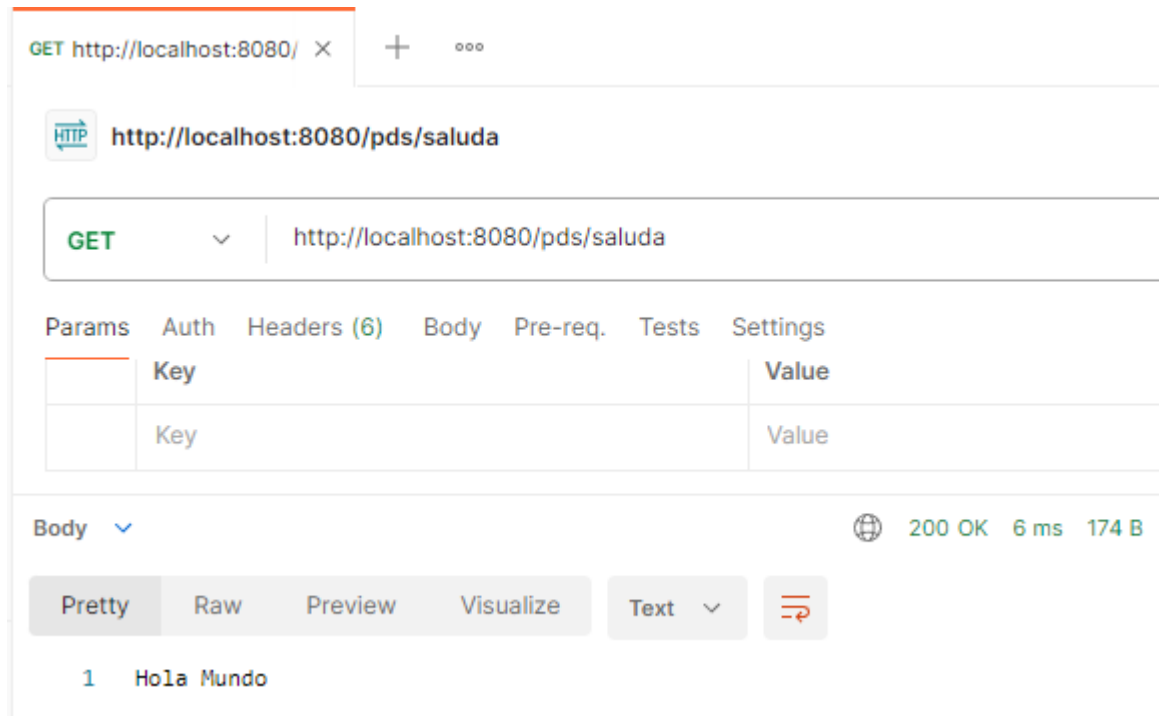 GET http://localhost:8080/
HTTP http://localhost:8080/pds/saluda
GET http://localhost:8080/pds/saluda
Params Auth Headers (6) Body Pre-req. Tests Settings
Key Value
Key Value
Body 200 OK 6 ms 174 B
Pretty Raw Preview Visualize Text
1 Hola Mundo